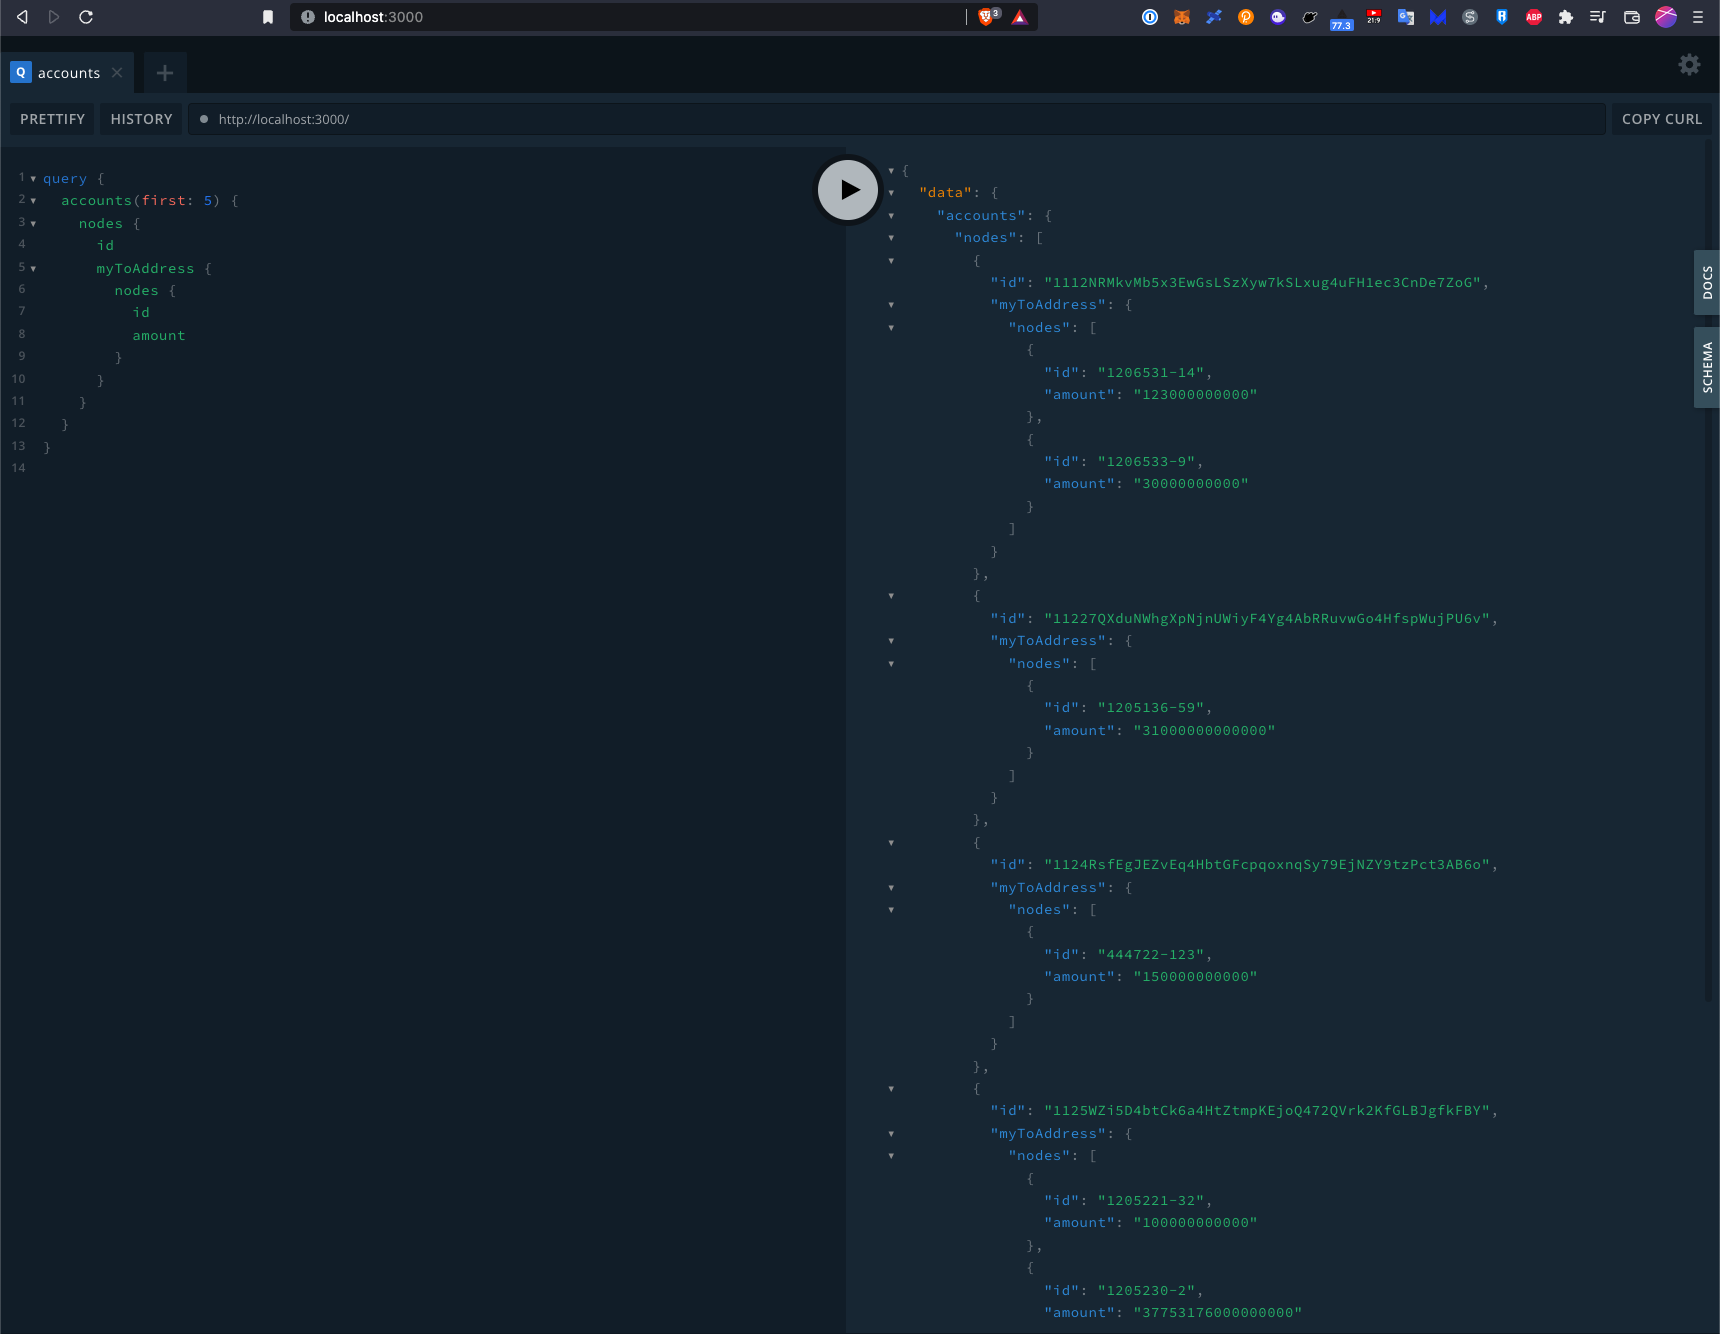 localhost:3000
3
77.3
21:9
ABP
Q accounts
PRETTIFY HISTORY http://localhost:3000/ COPY CURL
1 query {
2 accounts(first: 5) {
3 nodes {
4 id
5 myToAddress {
6 nodes {
7 id
8 amount
9 }
10 }
11 }
12 }
13 }
14
{
"data": {
"accounts": {
"nodes": [
{
"id": "1112NRMkvMb5x3EwGsLSzXyw7kSLxug4uFH1ec3CnDe7ZoG",
"myToAddress": {
"nodes": [
{
"id": "1206531-14",
"amount": "123000000000"
},
{
"id": "1206533-9",
"amount": "30000000000"
}
]
}
},
{
"id": "11227QXduNWhgXpNjnUWiyF4Yg4AbRRuvwGo4HfspWujPU6v",
"myToAddress": {
"nodes": [
{
"id": "1205136-59",
"amount": "31000000000000"
}
]
}
},
{
"id": "1124RsfEgJEZvEq4HbtGFcpqoxnqSy79EjNZY9tzPct3AB6o",
"myToAddress": {
"nodes": [
{
"id": "444722-123",
"amount": "150000000000"
}
]
}
},
{
"id": "1125WZi5D4btCk6a4HtZtmpKEjoQ472QVrk2KfGLBJgfkFBY",
"myToAddress": {
"nodes": [
{
"id": "1205221-32",
"amount": "100000000000"
},
{
"id": "1205230-2",
"amount": "37753176000000000"
DOCS
SCHEMA